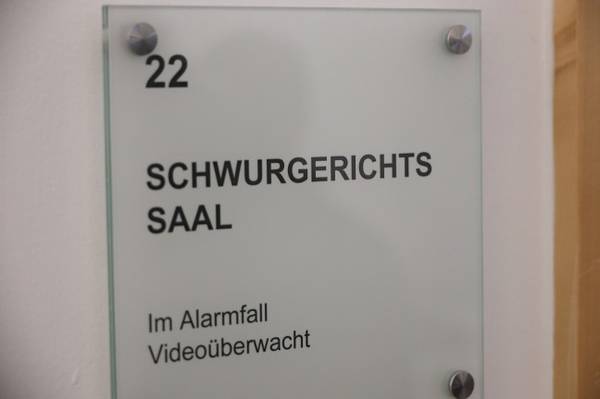 22
SCHWURGERICHTS
SAAL
Im Alarmfall
Videoüberwacht